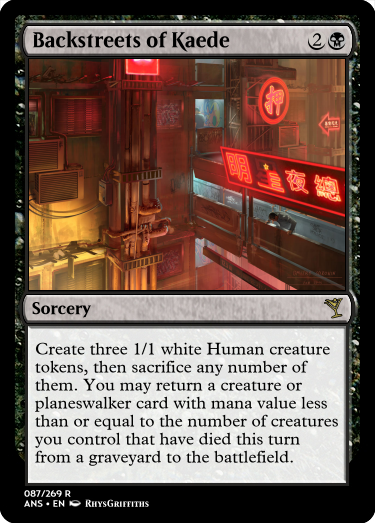 Backstreets of Kaede 2
押
明星夜總
Sorcery
Create three 1/1 white Human creature
tokens, then sacrifice any number of
them. You may return a creature or
planeswalker card with mana value less
than or equal to the number of creatures
you control that have died this turn
from a graveyard to the battlefield.
087/269 R
ANS • EN RHYSGRIFFITHS